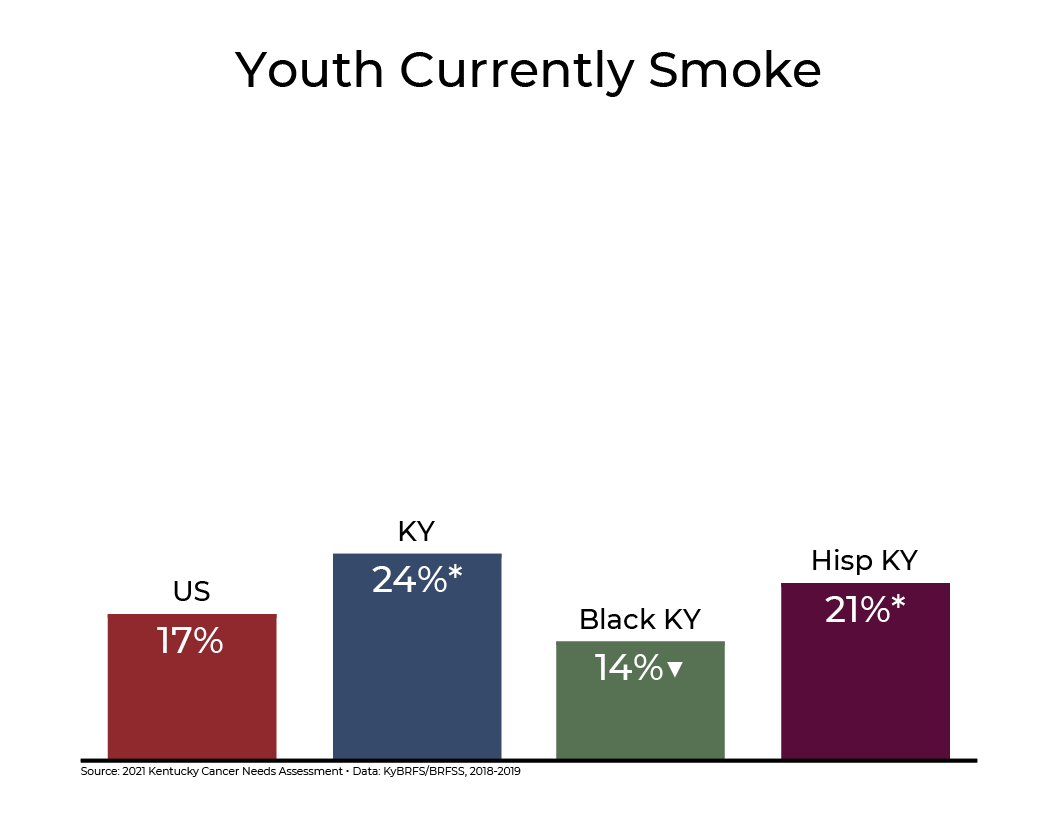 Youth Currently Smoke
US
17%
KY
24%*
Black KY
14%▼
Hisp KY
21%*
Source: 2021 Kentucky Cancer Needs Assessment • Data: KyBRFS/BRFSS, 2018-2019